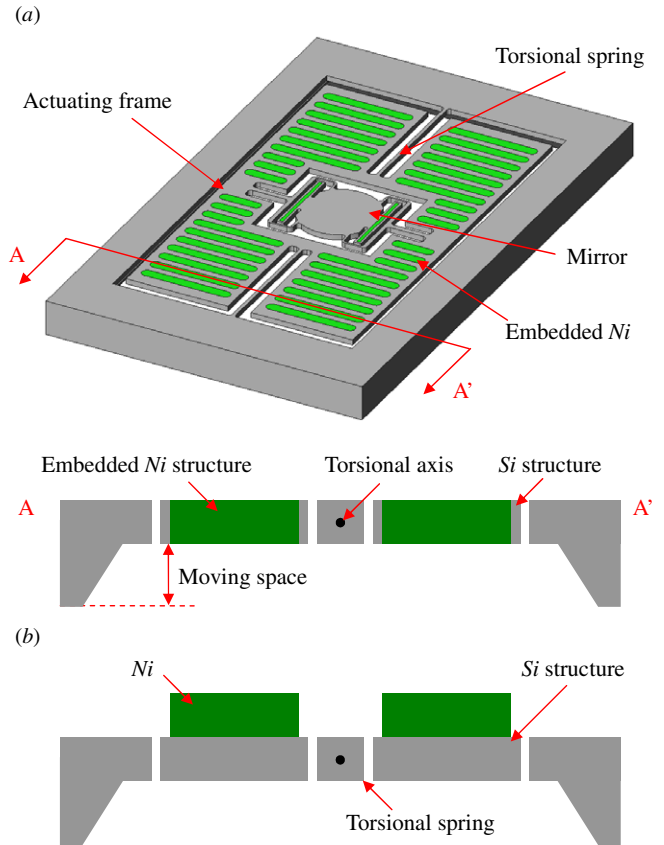 (a)
Torsional spring
Actuating frame
Mirror
A
Embedded Ni
A'
Embedded Ni structure
Torsional axis
Si structure
A
A'
Moving space
(b)
Ni
Si structure
Torsional spring